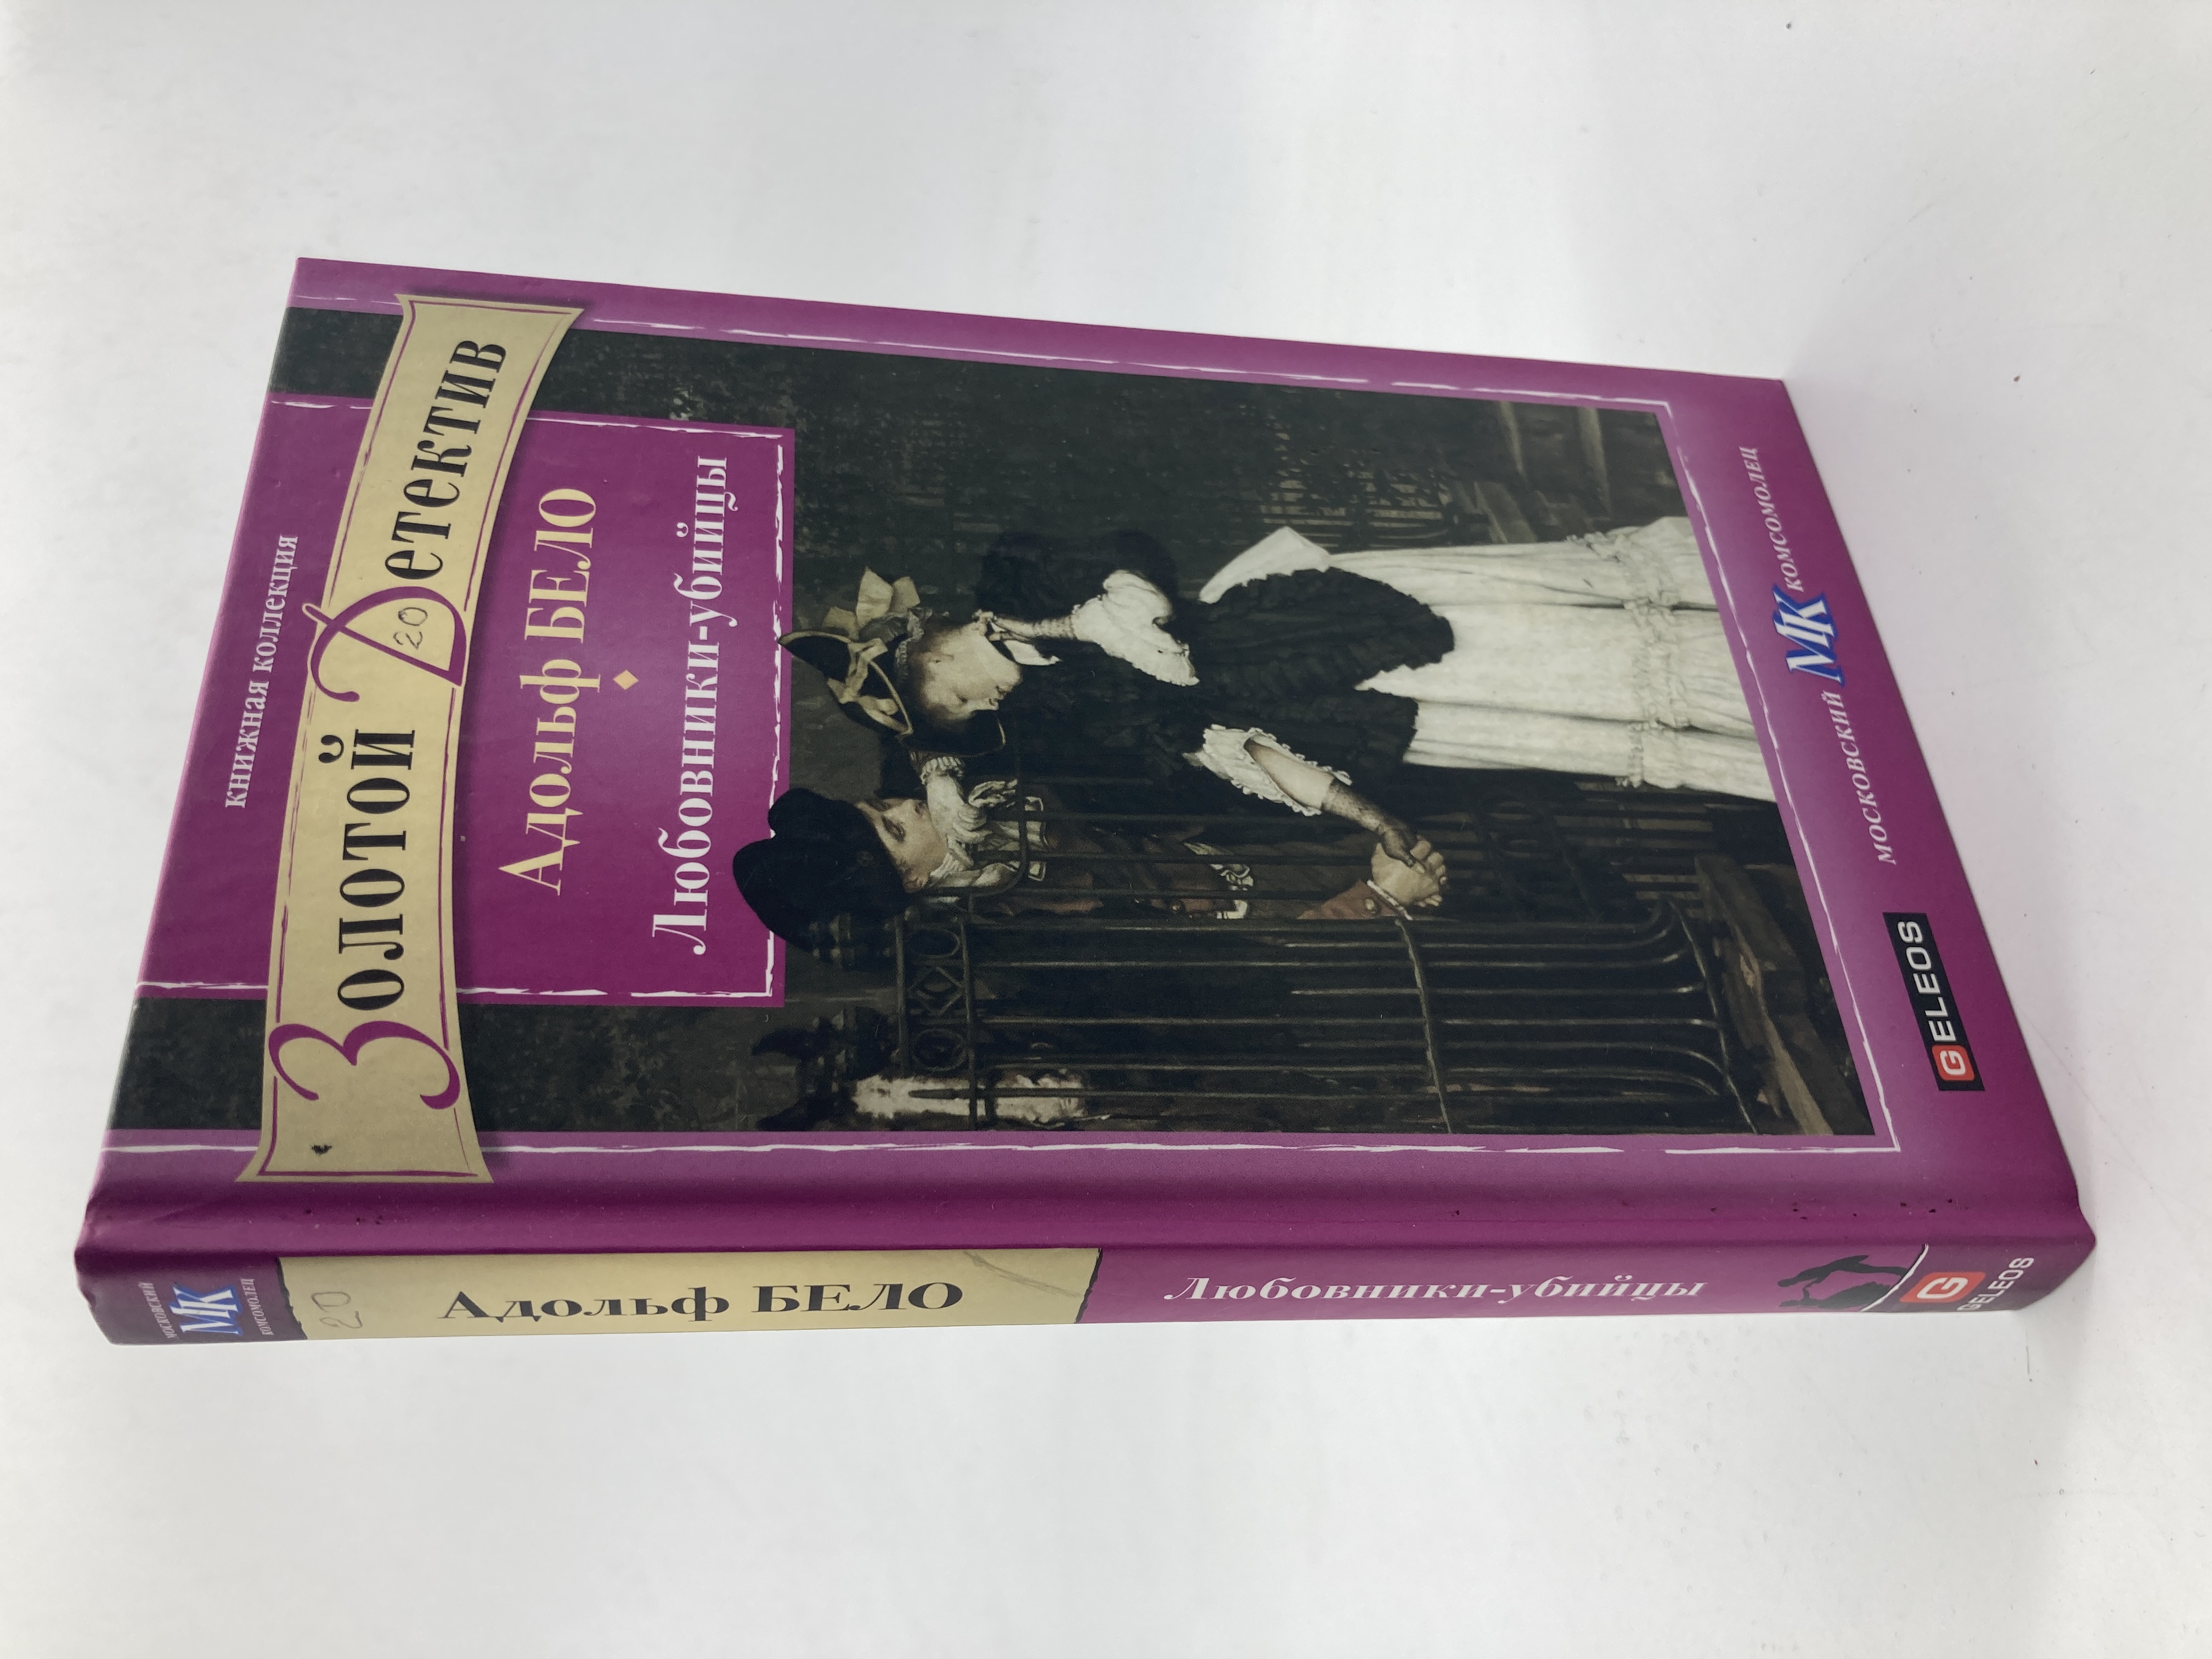 книжная коллекция
Золотой Детектив
20
Адольф БЕЛО
Любовники-убийцы
МОСКОВСКИЙ МК КОМСОМОЛЕЦ
GELEOS
МОСКОВСКИЙ
МК
КОМСОМОЛЕЦ
20
Адольф БЕЛО
Любовники-убийцы
G
GELEOS